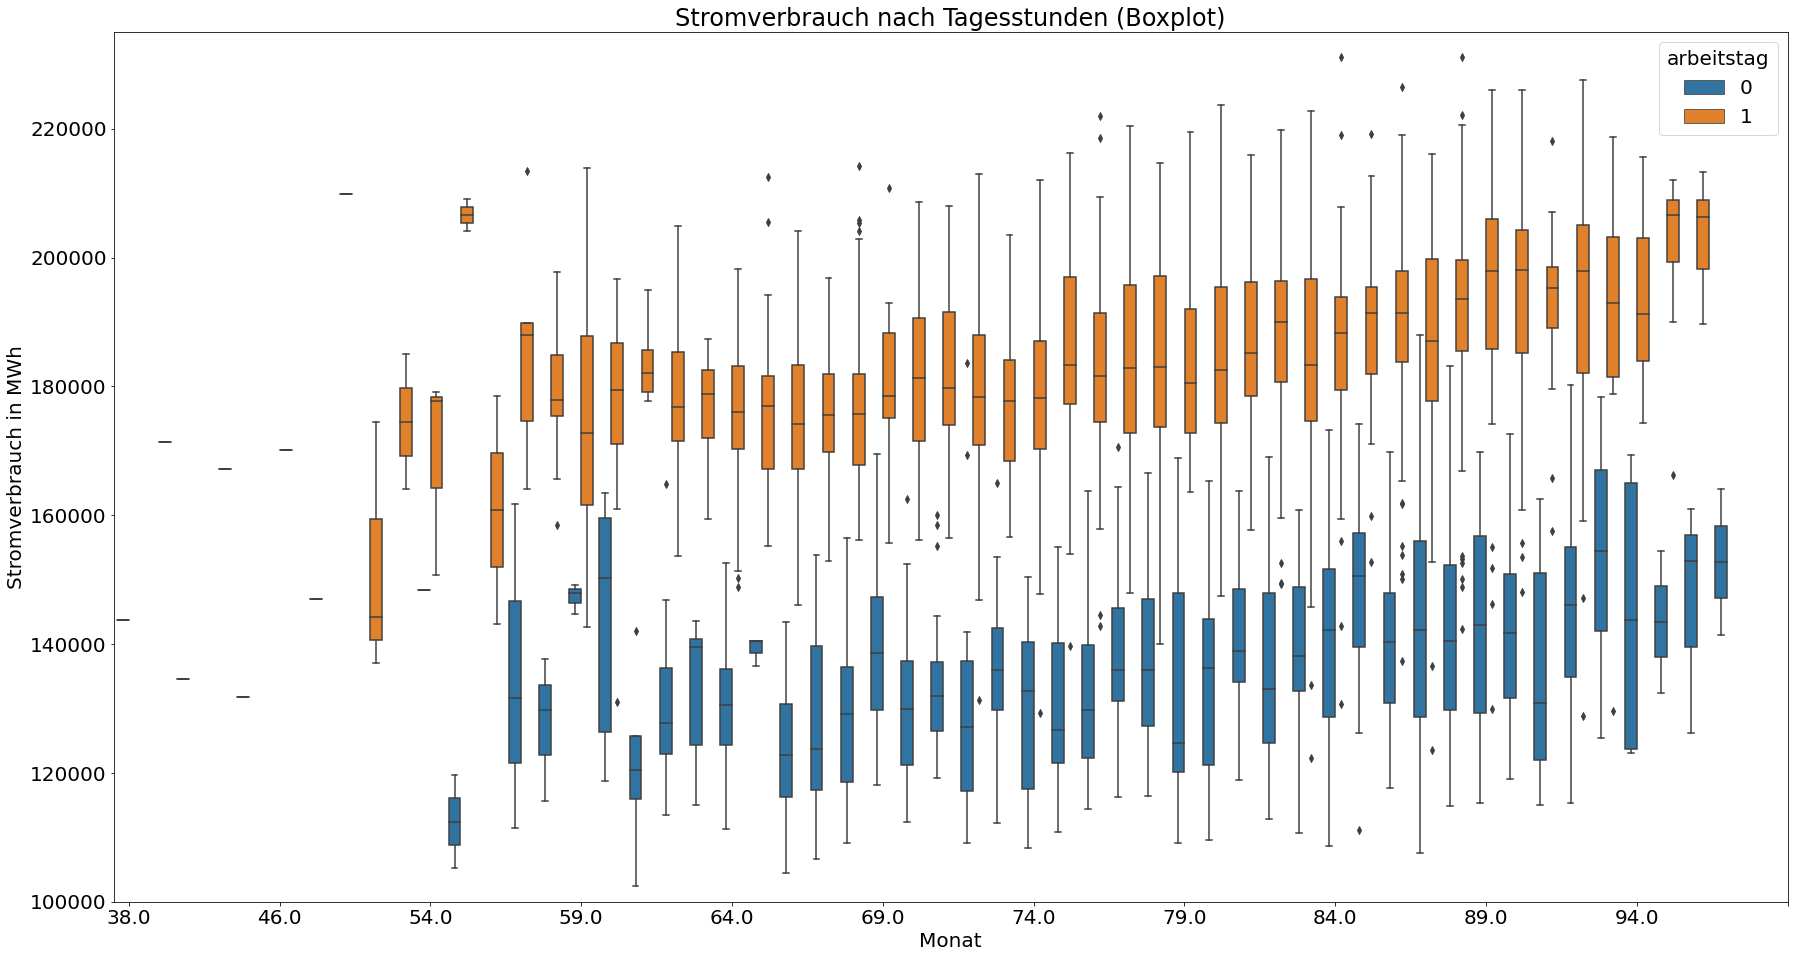 Stromverbrauch nach Tagesstunden (Boxplot)
arbeitstag
0
1
220000
200000
180000
160000
140000
120000
100000
Stromverbrauch in MWh
38.0 46.0 54.0 59.0 64.0 69.0 74.0 79.0 84.0 89.0 94.0
Monat